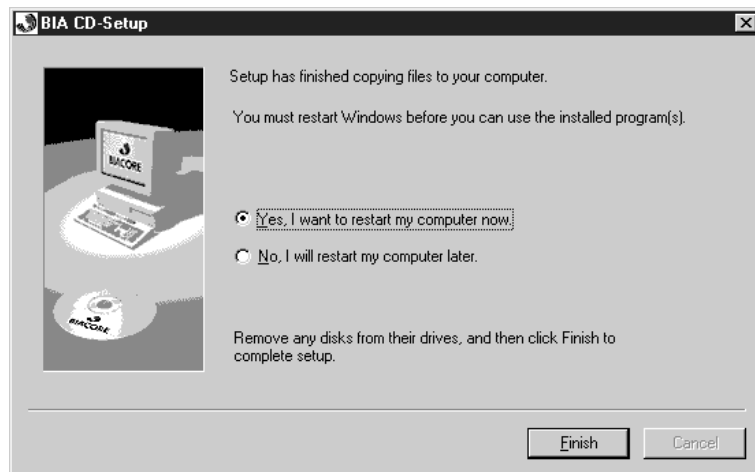 BIA CD-Setup
Setup has finished copying files to your computer.
You must restart Windows before you can use the installed program(s).
BIACORE
Yes, I want to restart my computer now.
No, I will restart my computer later.
BIACORE
Remove any disks from their drives, and then click Finish to
complete setup.
Finish
Cancel